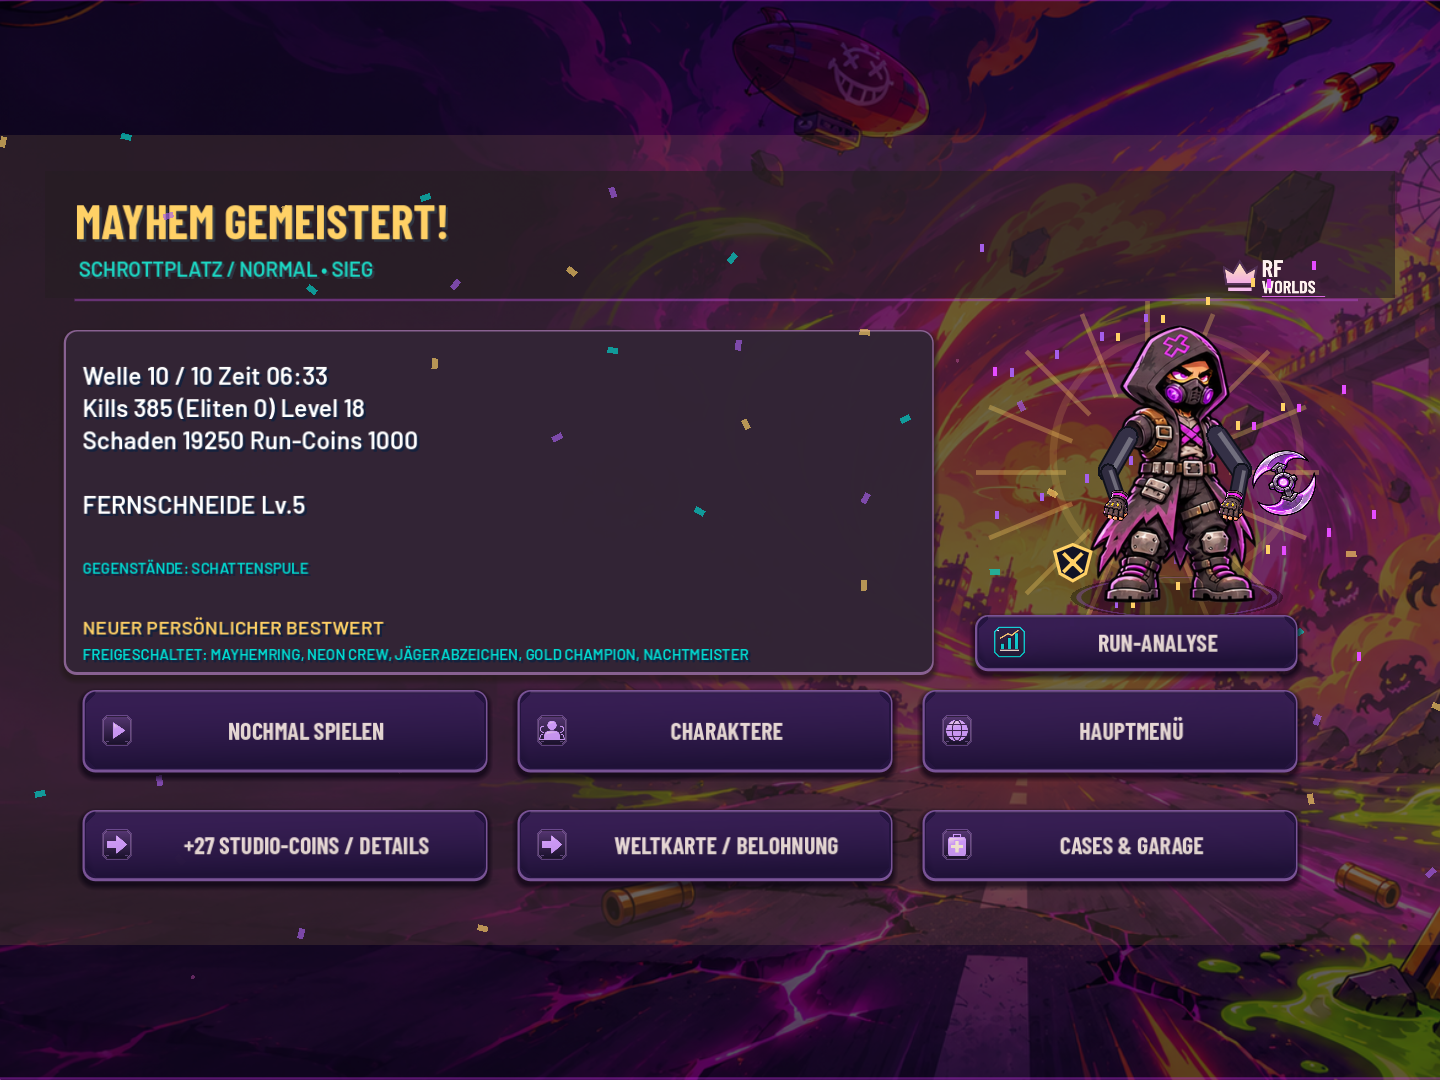 MAYHEM GEMEISTERT!
SCHROTTPLATZ / NORMAL • SIEG
RF
WORLDS
Welle 10 / 10 Zeit 06:33
Kills 385 (Eliten 0) Level 18
Schaden 19250 Run-Coins 1000
FERNSCHNEIDE Lv.5
GEGENSTÄNDE: SCHATTENSPULE
NEUER PERSÖNLICHER BESTWERT
FREIGESCHALTET: MAYHEMRING, NEON CREW, JÄGERABZEICHEN, GOLD CHAMPION, NACHTMEISTER
RUN-ANALYSE
NOCHMAL SPIELEN
CHARAKTERE
HAUPTMENÜ
+27 STUDIO-COINS / DETAILS
WELTKARTE / BELOHNUNG
CASES & GARAGE